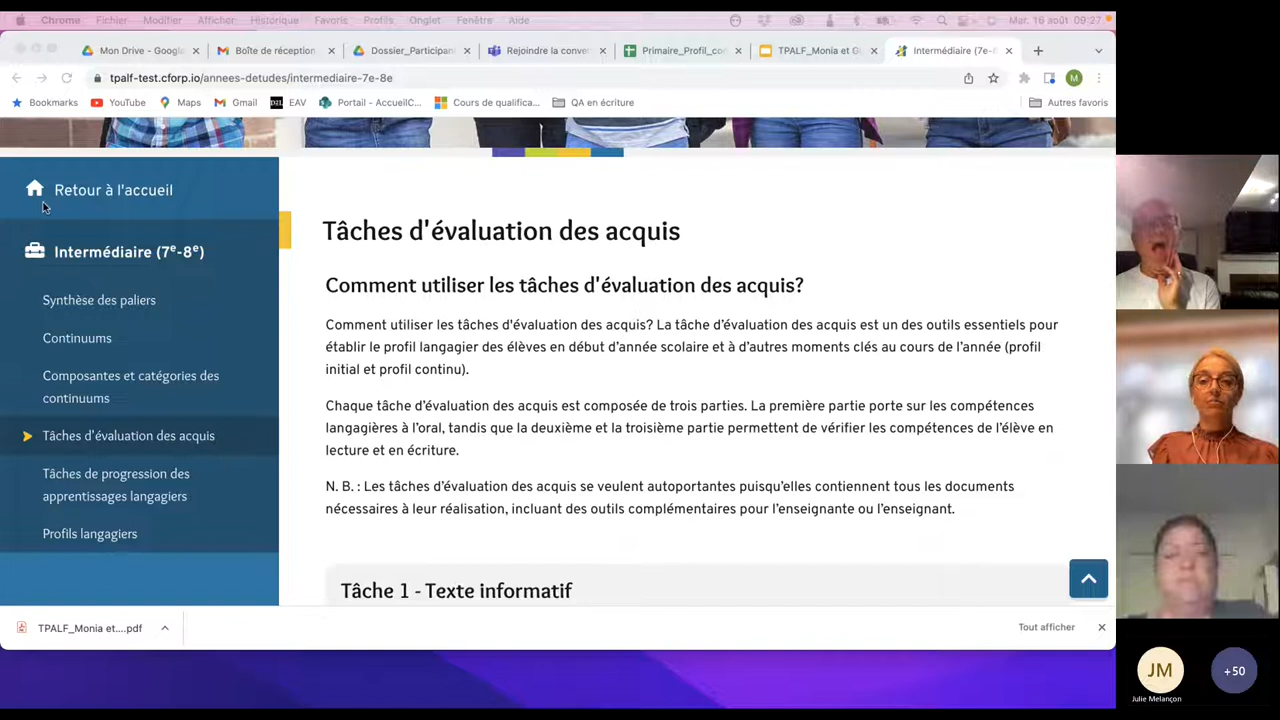 Chrome Fichier Modifier Afficher Historique Favoris Profils Onglet Fenêtre Aide Mar. 16 août 09:27
Mon Drive - Google Boîte de réception Dossier_Participan Rejoindre la conver Primaire_Profil_co TPALF_Monia et G Intermédiaire (7e-8
tpalf-test.cforp.io/annees-detudes/intermediaire-7e-8e
M
Bookmarks YouTube Maps Gmail EAV Portail - AccueilC... Cours de qualifica... QA en écriture Autres favoris
Retour à l'accueil
Intermédiaire (7e-8e)
Synthèse des paliers
Continuums
Composantes et catégories des
continuums
Tâches d'évaluation des acquis
Tâches de progression des
apprentissages langagiers
Profils langagiers
Tâches d'évaluation des acquis
Comment utiliser les tâches d'évaluation des acquis?
Comment utiliser les tâches d'évaluation des acquis? La tâche d’évaluation des acquis est un des outils essentiels pour
établir le profil langagier des élèves en début d’année scolaire et à d’autres moments clés au cours de l’année (profil
initial et profil continu).
Chaque tâche d’évaluation des acquis est composée de trois parties. La première partie porte sur les compétences
langagières à l’oral, tandis que la deuxième et la troisième partie permettent de vérifier les compétences de l’élève en
lecture et en écriture.
N. B. : Les tâches d’évaluation des acquis se veulent autoportantes puisqu’elles contiennent tous les documents
nécessaires à leur réalisation, incluant des outils complémentaires pour l’enseignante ou l’enseignant.
Tâche 1 - Texte informatif
TPALF_Monia et....pdf Tout afficher
JM +50
Julie Melançon